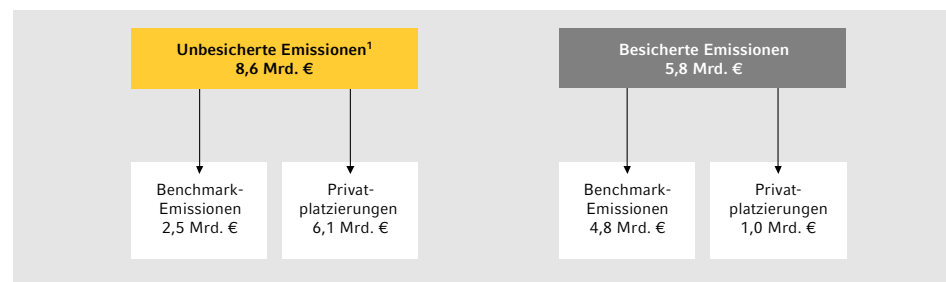 Unbesicherte Emissionen¹
8,6 Mrd. €
Besicherte Emissionen
5,8 Mrd. €
Benchmark-
Emissionen
2,5 Mrd. €
Privat-
platzierungen
6,1 Mrd. €
Benchmark-
Emissionen
4,8 Mrd. €
Privat-
platzierungen
1,0 Mrd. €